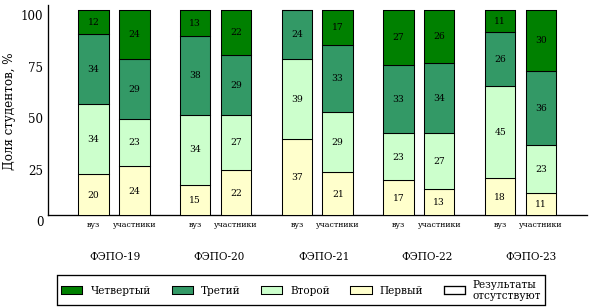 100
75
50
25
0
Доля студентов, %
12 24 13 22 24 17 27 26 11 30
34 29 38 29 39 33 33 34 26 36
34 23 34 27 37 29 23 27 45 23
20 24 15 22 21 17 13 18 11
вуз участники вуз участники вуз участники вуз участники вуз участники
ФЭПО-19 ФЭПО-20 ФЭПО-21 ФЭПО-22 ФЭПО-23
Четвертый Третий Второй Первый Результаты
отсутствуют